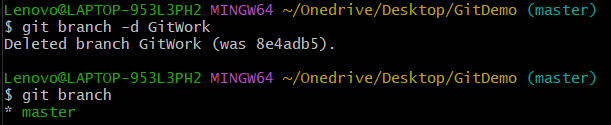 Lenovo@LAPTOP-953L3PH2 MINGW64 ~/Onedrive/Desktop/GitDemo (master)
$ git branch -d GitWork
Deleted branch GitWork (was 8e4adb5).
Lenovo@LAPTOP-953L3PH2 MINGW64 ~/Onedrive/Desktop/GitDemo (master)
$ git branch
* master